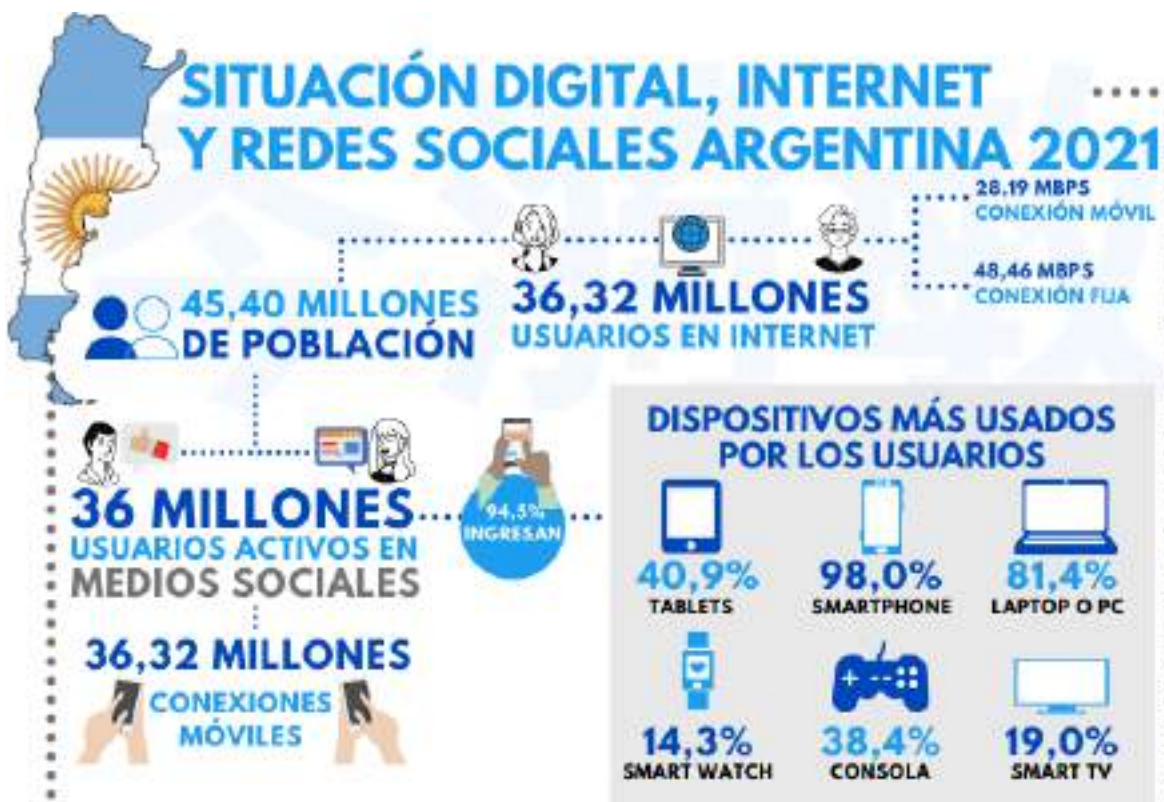 SITUACIÓN DIGITAL, INTERNET
Y REDES SOCIALES ARGENTINA 2021
28,19 MBPS
CONEXIÓN MÓVIL
48,46 MBPS
CONEXIÓN FIJA
45,40 MILLONES
DE POBLACIÓN
36,32 MILLONES
USUARIOS EN INTERNET
36 MILLONES
USUARIOS ACTIVOS EN
MEDIOS SOCIALES
94,5%
INGRESAN
36,32 MILLONES
CONEXIONES
MÓVILES
DISPOSITIVOS MÁS USADOS
POR LOS USUARIOS
40,9%
TABLETS
98,0%
SMARTPHONE
81,4%
LAPTOP O PC
14,3%
SMART WATCH
38,4%
CONSOLA
19,0%
SMART TV